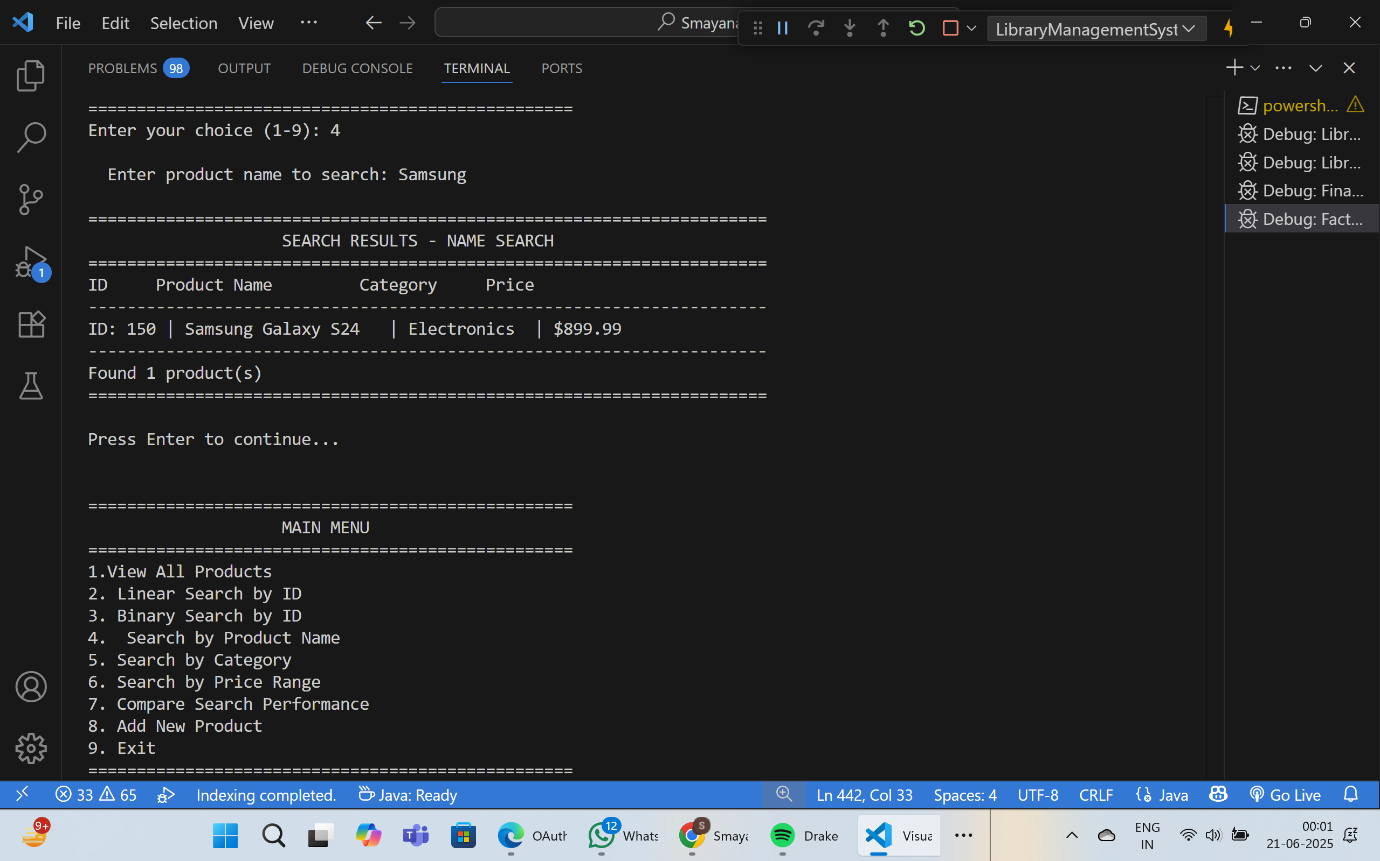 File Edit Selection View ... Smayana LibraryManagementSyst
PROBLEMS 98 OUTPUT DEBUG CONSOLE TERMINAL PORTS
==================================================
Enter your choice (1-9): 4
Enter product name to search: Samsung
======================================================================
SEARCH RESULTS - NAME SEARCH
======================================================================
ID Product Name Category Price
----------------------------------------------------------------------
ID: 150 | Samsung Galaxy S24 | Electronics | $899.99
----------------------------------------------------------------------
Found 1 product(s)
======================================================================
Press Enter to continue...
==================================================
MAIN MENU
==================================================
1.View All Products
2. Linear Search by ID
3. Binary Search by ID
4.  Search by Product Name
5. Search by Category
6. Search by Price Range
7. Compare Search Performance
8. Add New Product
9. Exit
==================================================
powersh...
Debug: Libr...
Debug: Libr...
Debug: Fina...
Debug: Fact...
1
33 65 Indexing completed. Java: Ready Ln 442, Col 33 Spaces: 4 UTF-8 CRLF Java Go Live
9+ OAuth 12 Whats S Smaya Drake Visua ENG IN 00:01 21-06-2025